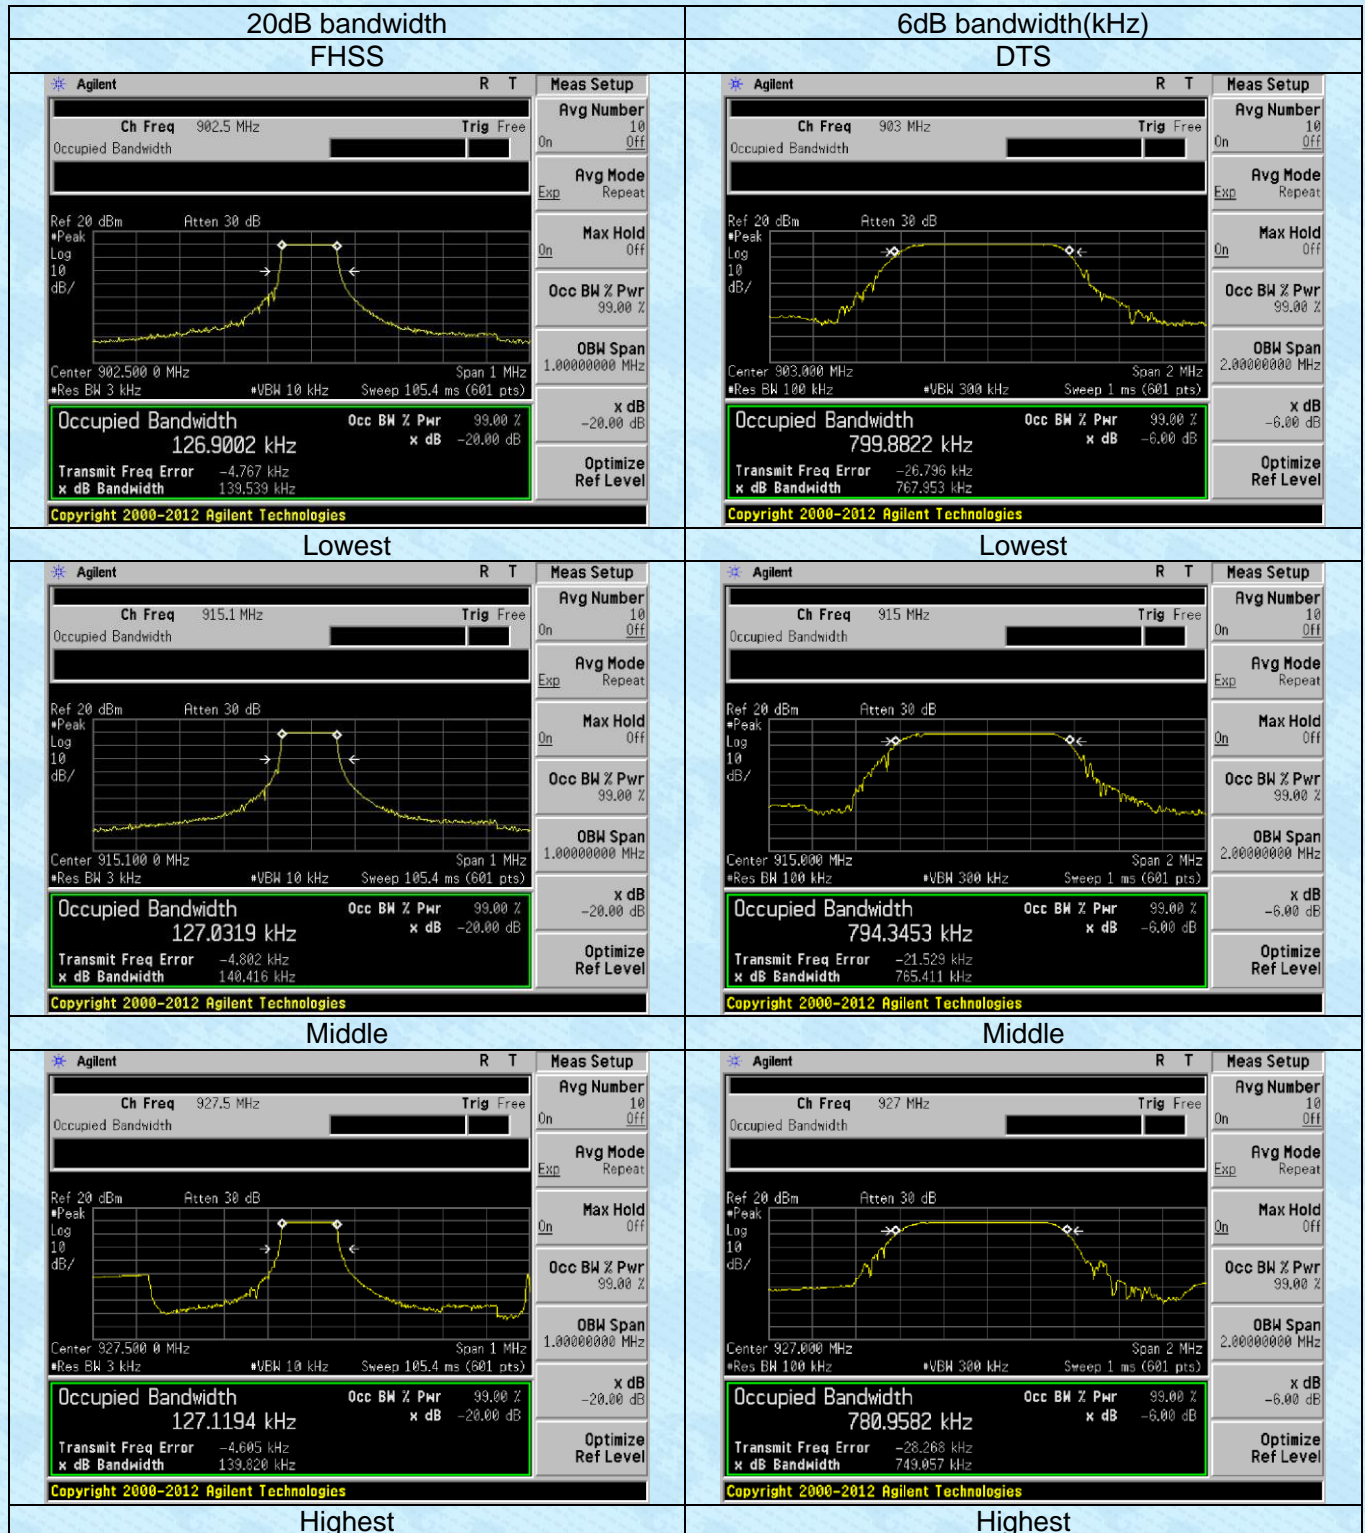 20dB bandwidth
6dB bandwidth(kHz)
FHSS
DTS
Agilent R T Meas Setup
Ch Freq 902.5 MHz Trig Free
Occupied Bandwidth
Avg Number
10
On Off
Avg Mode
Exp Repeat
Ref 20 dBm Atten 30 dB
#Peak
Log
10
dB/
Max Hold
On Off
Occ BW % Pwr
99.00 %
OBW Span
1.00000000 MHz
Center 902.500 0 MHz Span 1 MHz
#Res BW 3 kHz #VBW 10 kHz Sweep 105.4 ms (601 pts)
Occupied Bandwidth Occ BW % Pwr 99.00 %
126.9002 kHz x dB -20.00 dB
Transmit Freq Error -4.767 kHz
x dB Bandwidth 139.539 kHz
x dB
-20.00 dB
Optimize
Ref Level
Copyright 2000-2012 Agilent Technologies
Agilent R T Meas Setup
Ch Freq 903 MHz Trig Free
Occupied Bandwidth
Avg Number
10
On Off
Avg Mode
Exp Repeat
Ref 20 dBm Atten 30 dB
#Peak
Log
10
dB/
Max Hold
On Off
Occ BW % Pwr
99.00 %
OBW Span
2.00000000 MHz
Center 903.000 MHz Span 2 MHz
#Res BW 100 kHz #VBW 300 kHz Sweep 1 ms (601 pts)
Occupied Bandwidth Occ BW % Pwr 99.00 %
799.8822 kHz x dB -6.00 dB
Transmit Freq Error -26.796 kHz
x dB Bandwidth 767.953 kHz
x dB
-6.00 dB
Optimize
Ref Level
Copyright 2000-2012 Agilent Technologies
Lowest
Lowest
Agilent R T Meas Setup
Ch Freq 915.1 MHz Trig Free
Occupied Bandwidth
Avg Number
10
On Off
Avg Mode
Exp Repeat
Ref 20 dBm Atten 30 dB
#Peak
Log
10
dB/
Max Hold
On Off
Occ BW % Pwr
99.00 %
OBW Span
1.00000000 MHz
Center 915.100 0 MHz Span 1 MHz
#Res BW 3 kHz #VBW 10 kHz Sweep 105.4 ms (601 pts)
Occupied Bandwidth Occ BW % Pwr 99.00 %
127.0319 kHz x dB -20.00 dB
Transmit Freq Error -4.802 kHz
x dB Bandwidth 140.416 kHz
x dB
-20.00 dB
Optimize
Ref Level
Copyright 2000-2012 Agilent Technologies
Agilent R T Meas Setup
Ch Freq 915 MHz Trig Free
Occupied Bandwidth
Avg Number
10
On Off
Avg Mode
Exp Repeat
Ref 20 dBm Atten 30 dB
#Peak
Log
10
dB/
Max Hold
On Off
Occ BW % Pwr
99.00 %
OBW Span
2.00000000 MHz
Center 915.000 MHz Span 2 MHz
#Res BW 100 kHz #VBW 300 kHz Sweep 1 ms (601 pts)
Occupied Bandwidth Occ BW % Pwr 99.00 %
794.3453 kHz x dB -6.00 dB
Transmit Freq Error -21.529 kHz
x dB Bandwidth 765.411 kHz
x dB
-6.00 dB
Optimize
Ref Level
Copyright 2000-2012 Agilent Technologies
Middle
Middle
Agilent R T Meas Setup
Ch Freq 927.5 MHz Trig Free
Occupied Bandwidth
Avg Number
10
On Off
Avg Mode
Exp Repeat
Ref 20 dBm Atten 30 dB
#Peak
Log
10
dB/
Max Hold
On Off
Occ BW % Pwr
99.00 %
OBW Span
1.00000000 MHz
Center 927.500 0 MHz Span 1 MHz
#Res BW 3 kHz #VBW 10 kHz Sweep 105.4 ms (601 pts)
Occupied Bandwidth Occ BW % Pwr 99.00 %
127.1194 kHz x dB -20.00 dB
Transmit Freq Error -4.605 kHz
x dB Bandwidth 139.820 kHz
x dB
-20.00 dB
Optimize
Ref Level
Copyright 2000-2012 Agilent Technologies
Agilent R T Meas Setup
Ch Freq 927 MHz Trig Free
Occupied Bandwidth
Avg Number
10
On Off
Avg Mode
Exp Repeat
Ref 20 dBm Atten 30 dB
#Peak
Log
10
dB/
Max Hold
On Off
Occ BW % Pwr
99.00 %
OBW Span
2.00000000 MHz
Center 927.000 MHz Span 2 MHz
#Res BW 100 kHz #VBW 300 kHz Sweep 1 ms (601 pts)
Occupied Bandwidth Occ BW % Pwr 99.00 %
780.9582 kHz x dB -6.00 dB
Transmit Freq Error -28.268 kHz
x dB Bandwidth 749.057 kHz
x dB
-6.00 dB
Optimize
Ref Level
Copyright 2000-2012 Agilent Technologies
Highest
Highest